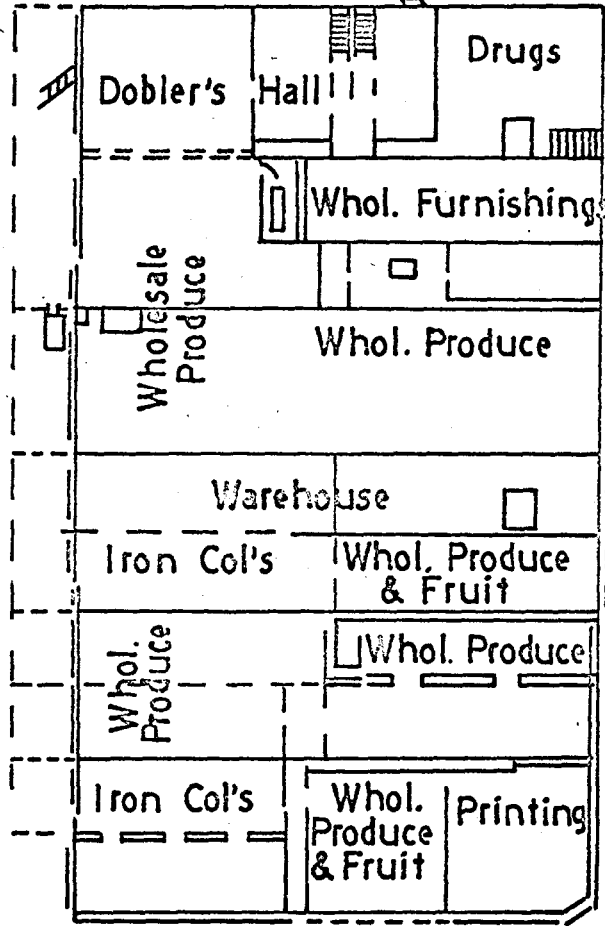 Drugs
Dobler's Hall
Whol. Furnishings
Wholesale
Produce
Whol. Produce
Warehouse
Iron Col's
Whol. Produce
& Fruit
Whol.
Produce
Whol. Produce
Iron Col's
Whol.
Produce
& Fruit
Printing